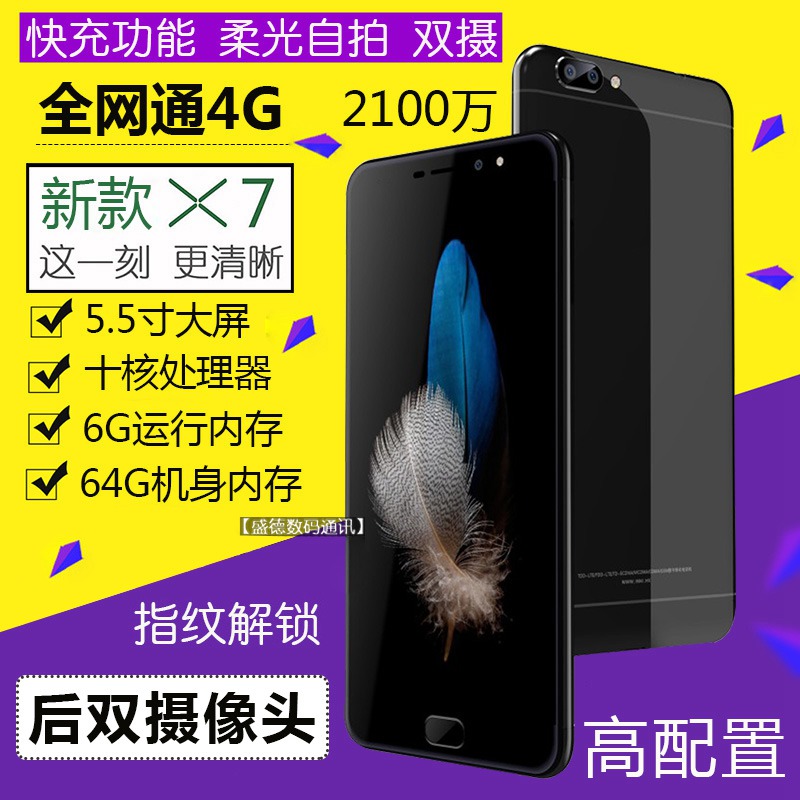 快充功能 柔光自拍 双摄
全网通4G
2100万
新款 X7
这一刻 更清晰
5.5寸大屏
十核处理器
6G运行内存
64G机身内存
【盛德数码通讯】
指纹解锁
后双摄像头
高配置